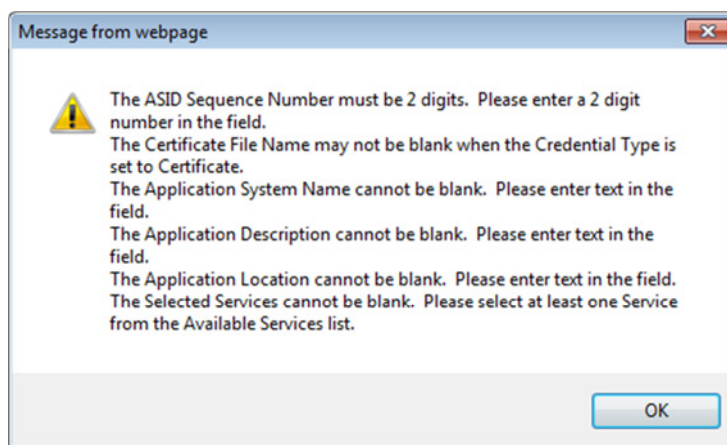 Message from webpage
The ASID Sequence Number must be 2 digits.  Please enter a 2 digit
number in the field.
The Certificate File Name may not be blank when the Credential Type is
set to Certificate.
The Application System Name cannot be blank.  Please enter text in the
field.
The Application Description cannot be blank.  Please enter text in the
field.
The Application Location cannot be blank.  Please enter text in the field.
The Selected Services cannot be blank.  Please select at least one Service
from the Available Services list.
OK